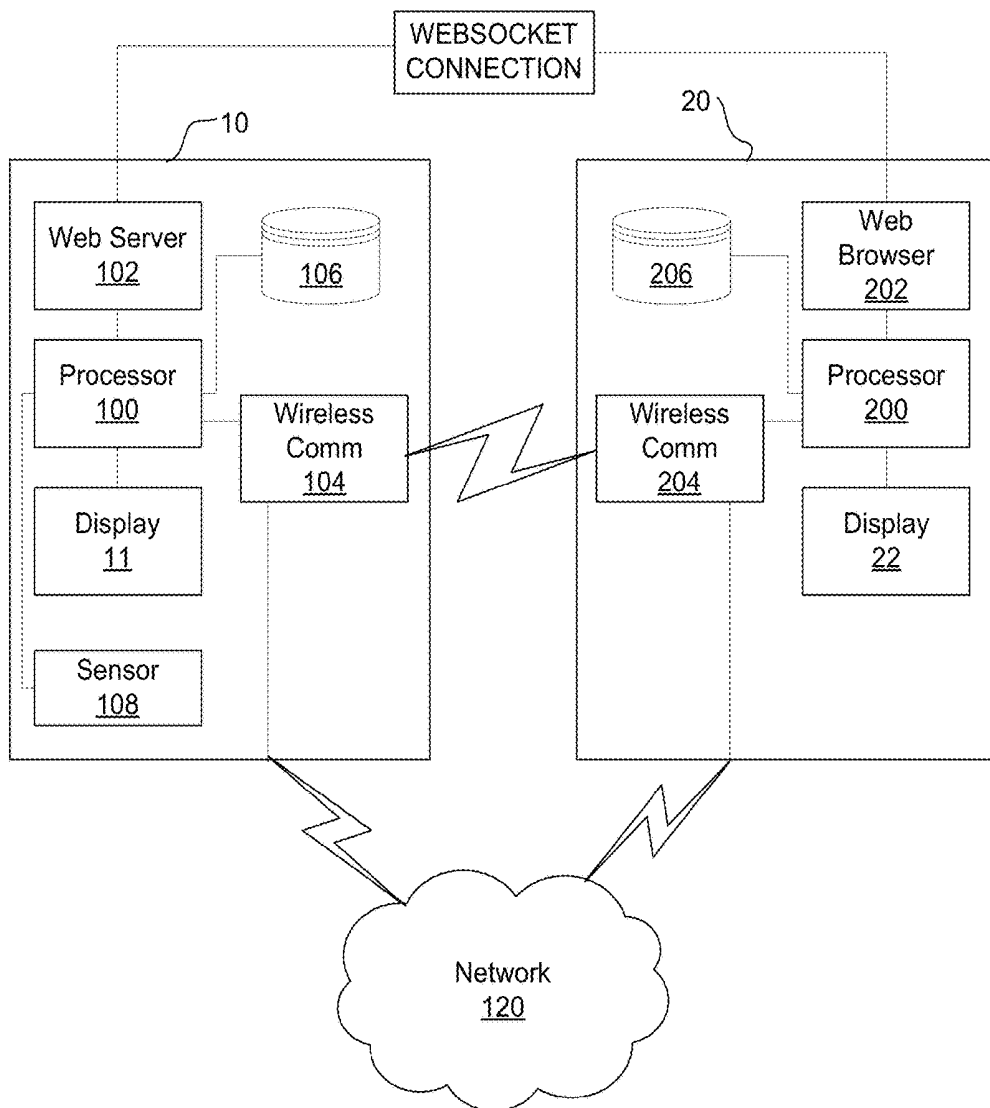 WEBSOCKET
CONNECTION
10
20
Web Server
102
106
Processor
100
Wireless
Comm
104
Display
11
Sensor
108
206
Web
Browser
202
Processor
200
Wireless
Comm
204
Display
22
Network
120